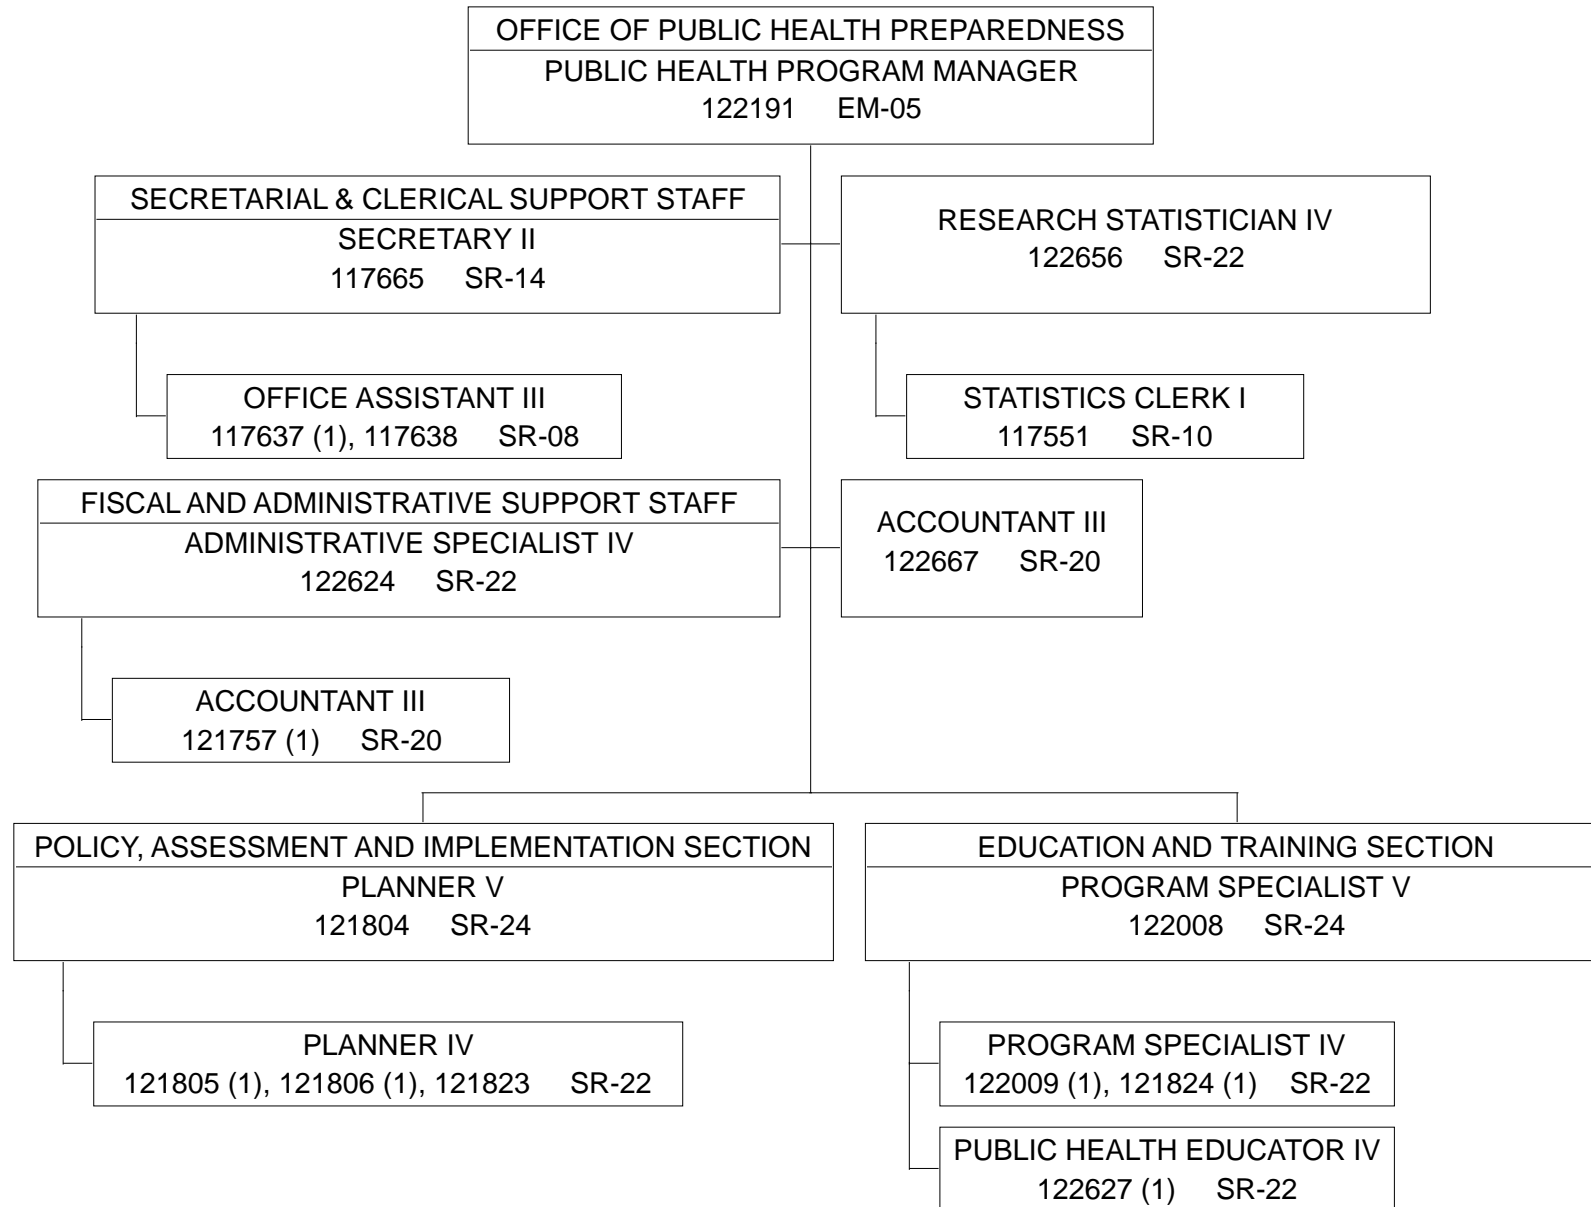 OFFICE OF PUBLIC HEALTH PREPAREDNESS
PUBLIC HEALTH PROGRAM MANAGER
122191 EM-05
SECRETARIAL & CLERICAL SUPPORT STAFF
SECRETARY II
117665 SR-14
RESEARCH STATISTICIAN IV
122656 SR-22
OFFICE ASSISTANT III
117637 (1), 117638 SR-08
STATISTICS CLERK I
117551 SR-10
FISCAL AND ADMINISTRATIVE SUPPORT STAFF
ADMINISTRATIVE SPECIALIST IV
122624 SR-22
ACCOUNTANT III
122667 SR-20
ACCOUNTANT III
121757 (1) SR-20
POLICY, ASSESSMENT AND IMPLEMENTATION SECTION
PLANNER V
121804 SR-24
EDUCATION AND TRAINING SECTION
PROGRAM SPECIALIST V
122008 SR-24
PLANNER IV
121805 (1), 121806 (1), 121823 SR-22
PROGRAM SPECIALIST IV
122009 (1), 121824 (1) SR-22
PUBLIC HEALTH EDUCATOR IV
122627 (1) SR-22